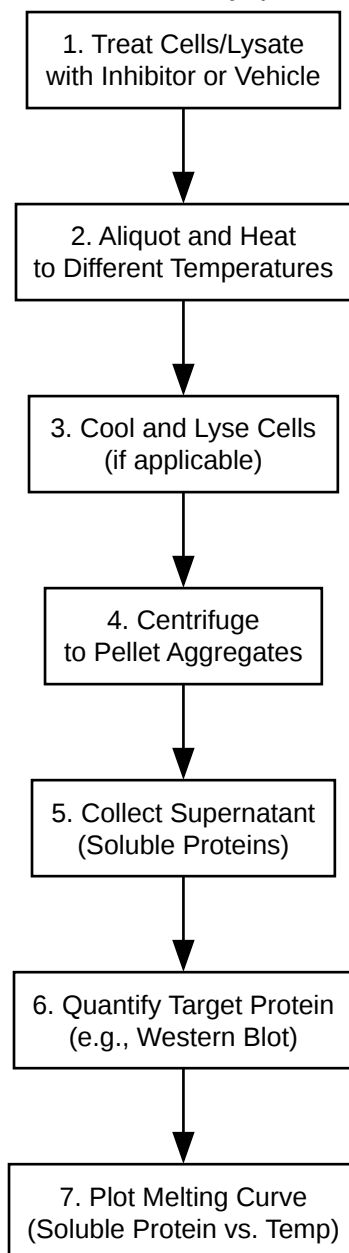 1. Treat Cells/Lysate
with Inhibitor or Vehicle
2. Aliquot and Heat
to Different Temperatures
3. Cool and Lyse Cells
(if applicable)
4. Centrifuge
to Pellet Aggregates
5. Collect Supernatant
(Soluble Proteins)
6. Quantify Target Protein
(e.g., Western Blot)
7. Plot Melting Curve
(Soluble Protein vs. Temp)